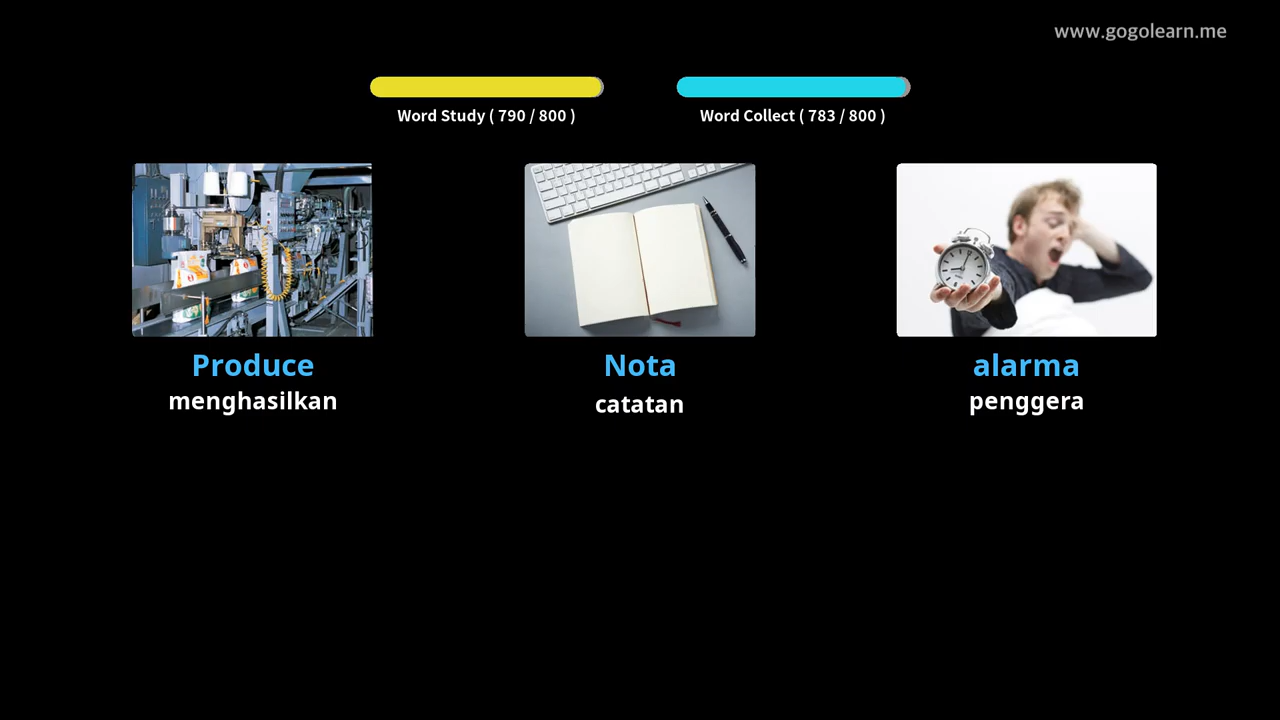 www.gogolearn.me
Word Study ( 790 / 800 )
Word Collect ( 783 / 800 )
Produce
menghasilkan
Nota
catatan
alarma
penggera